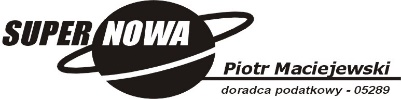 SUPER NOWA
Piotr Maciejewski
doradca podatkowy - 05289